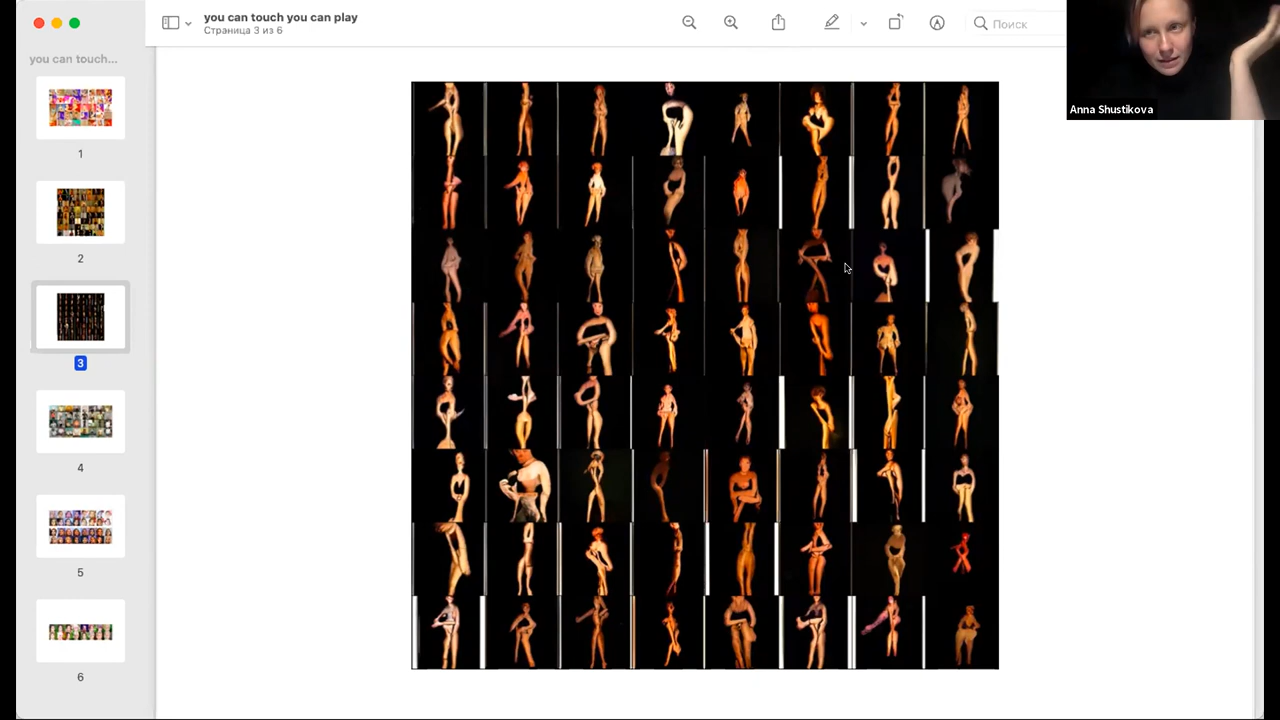 you can touch you can play
Страница 3 из 6
Поиск
you can touch...
1
2
3
4
5
6
Anna Shustikova